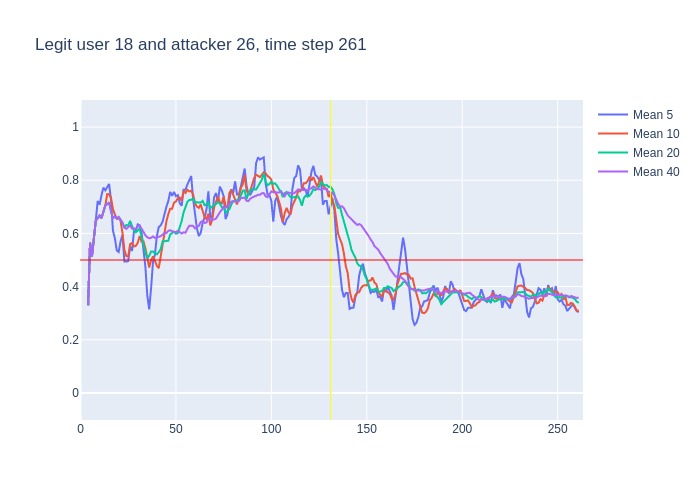 Legit user 18 and attacker 26, time step 261
Mean 5
Mean 10
Mean 20
Mean 40
1
0.8
0.6
0.4
0.2
0
0 50 100 150 200 250